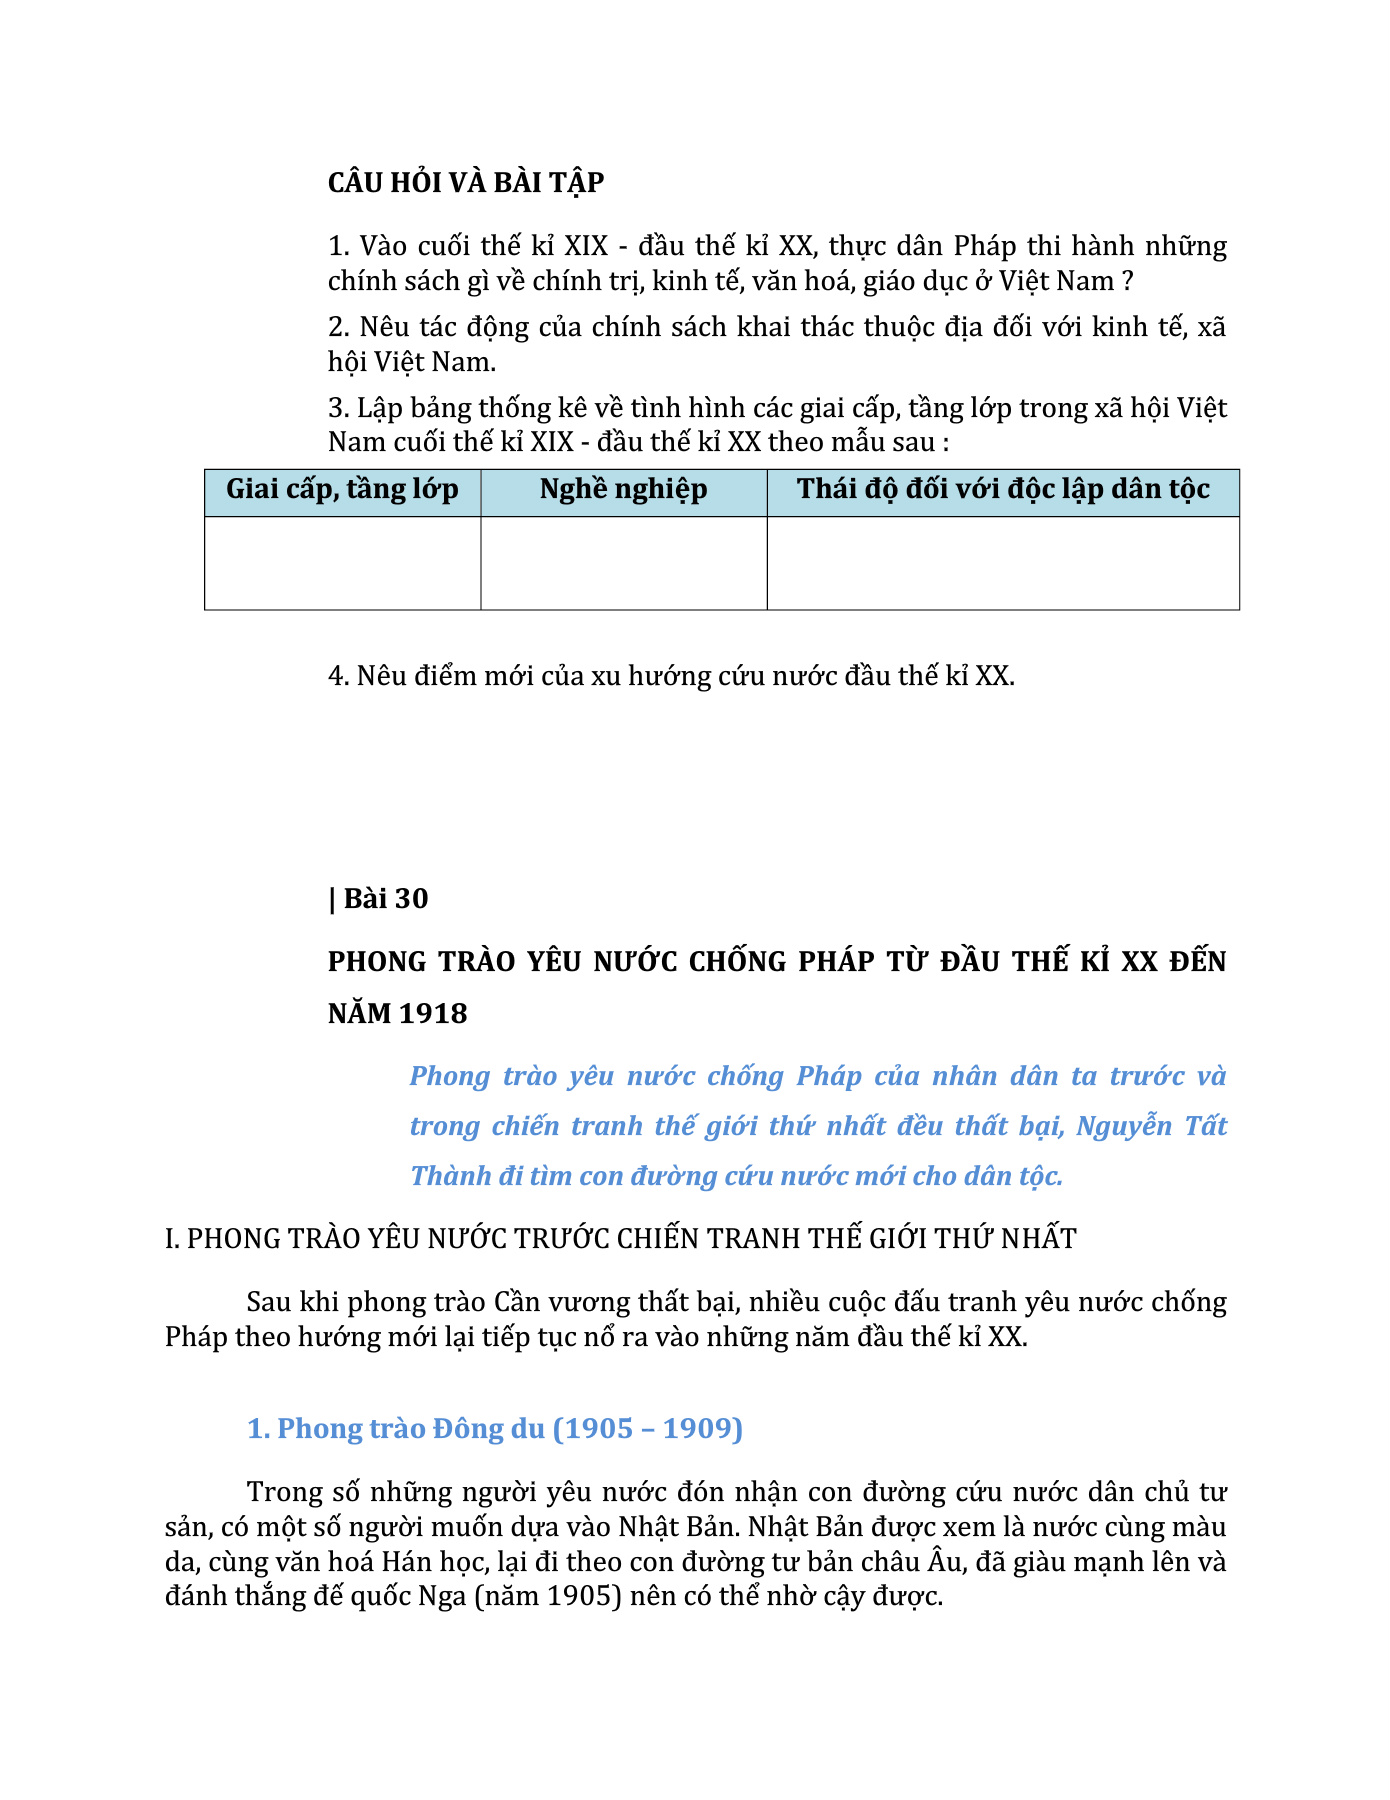 CÂU HỎI VÀ BÀI TẬP
1. Vào cuối thế kỉ XIX - đầu thế kỉ XX, thực dân Pháp thi hành những
chính sách gì về chính trị, kinh tế, văn hoá, giáo dục ở Việt Nam ?
2. Nêu tác động của chính sách khai thác thuộc địa đối với kinh tế, xã
hội Việt Nam.
3. Lập bảng thống kê về tình hình các giai cấp, tầng lớp trong xã hội Việt
Nam cuối thế kỉ XIX - đầu thế kỉ XX theo mẫu sau :
Giai cấp, tầng lớp Nghề nghiệp Thái độ đối với độc lập dân tộc
4. Nêu điểm mới của xu hướng cứu nước đầu thế kỉ XX.
| Bài 30
PHONG TRÀO YÊU NƯỚC CHỐNG PHÁP TỪ ĐẦU THẾ KỈ XX ĐẾN
NĂM 1918
Phong trào yêu nước chống Pháp của nhân dân ta trước và
trong chiến tranh thế giới thứ nhất đều thất bại, Nguyễn Tất
Thành đi tìm con đường cứu nước mới cho dân tộc.
I. PHONG TRÀO YÊU NƯỚC TRƯỚC CHIẾN TRANH THẾ GIỚI THỨ NHẤT
Sau khi phong trào Cần vương thất bại, nhiều cuộc đấu tranh yêu nước chống
Pháp theo hướng mới lại tiếp tục nổ ra vào những năm đầu thế kỉ XX.
1. Phong trào Đông du (1905 – 1909)
Trong số những người yêu nước đón nhận con đường cứu nước dân chủ tư
sản, có một số người muốn dựa vào Nhật Bản. Nhật Bản được xem là nước cùng màu
da, cùng văn hoá Hán học, lại đi theo con đường tư bản châu Âu, đã giàu mạnh lên và
đánh thắng đế quốc Nga (năm 1905) nên có thể nhờ cậy được.